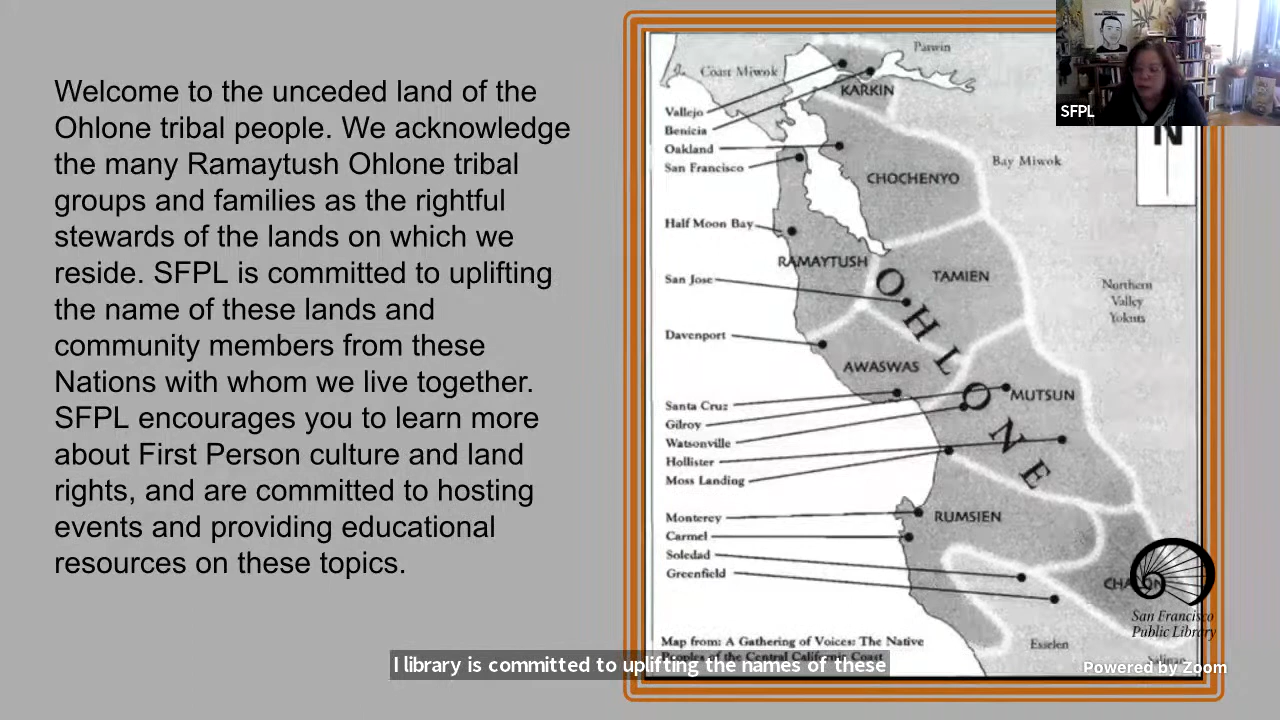 Welcome to the unceded land of the
Ohlone tribal people. We acknowledge
the many Ramaytush Ohlone tribal
groups and families as the rightful
stewards of the lands on which we
reside. SFPL is committed to uplifting
the name of these lands and
community members from these
Nations with whom we live together.
SFPL encourages you to learn more
about First Person culture and land
rights, and are committed to hosting
events and providing educational
resources on these topics.
Patwin
Coast Miwok
KARKIN
Vallejo
Benicia
Oakland
San Francisco
Bay Miwok
CHOCHENYO
Half Moon Bay
RAMAYTUSH
TAMIEN
San Jose
Northern
Valley
Yokuts
OHLONE
Davenport
AWASWAS
MUTSUN
Santa Cruz
Gilroy
Watsonville
Hollister
Moss Landing
Monterey
RUMSIEN
Carmel
Soledad
Greenfield
Esselen
Map from: A Gathering of Voices: The Native
Peoples of the Central California Coast
SFPL
N
San Francisco
Public Library
I library is committed to uplifting the names of these
Powered by Zoom